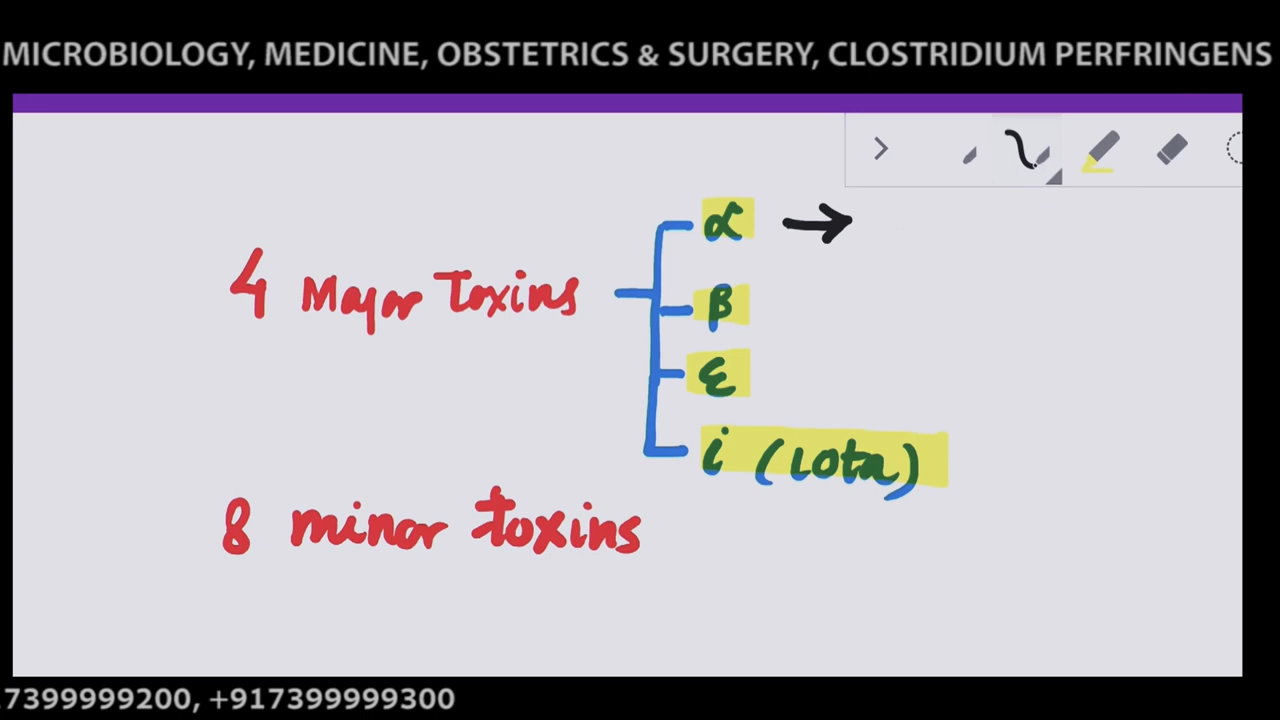 MICROBIOLOGY, MEDICINE, OBSTETRICS & SURGERY, CLOSTRIDIUM PERFRINGENS
α →
4 Major Toxins
β
ε
i (iota)
8 minor toxins
7399999200, +917399999300